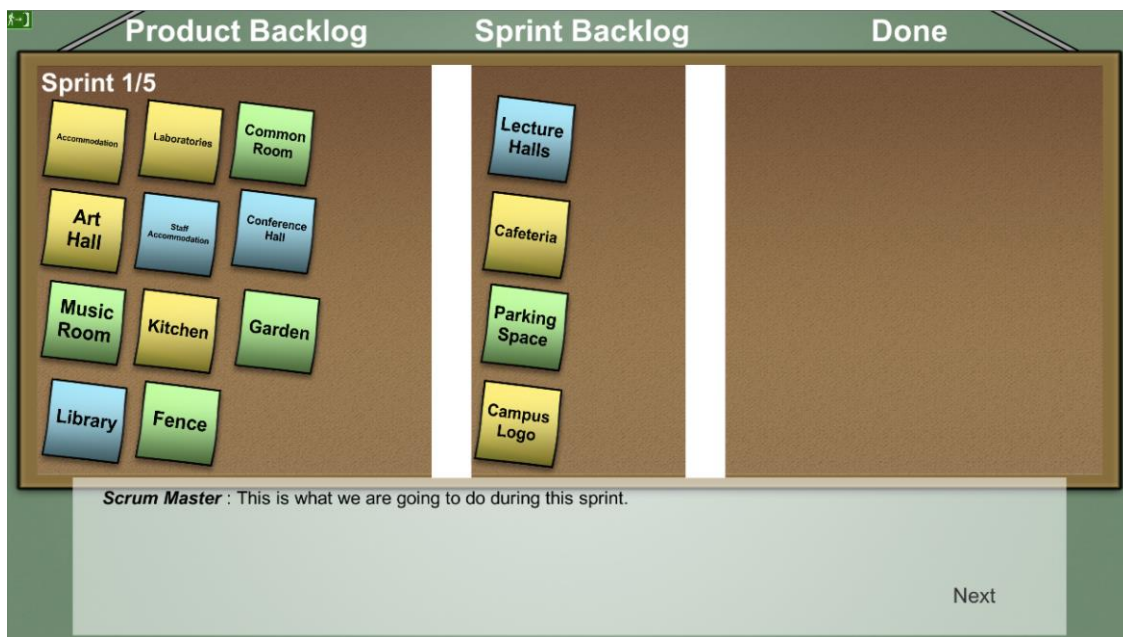 Product Backlog
Sprint Backlog
Done
Sprint 1/5
Accommodation
Laboratories
Common
Room
Art
Hall
Staff
Accommodation
Conference
Hall
Music
Room
Kitchen
Garden
Library
Fence
Lecture
Halls
Cafeteria
Parking
Space
Campus
Logo
Scrum Master : This is what we are going to do during this sprint.
Next